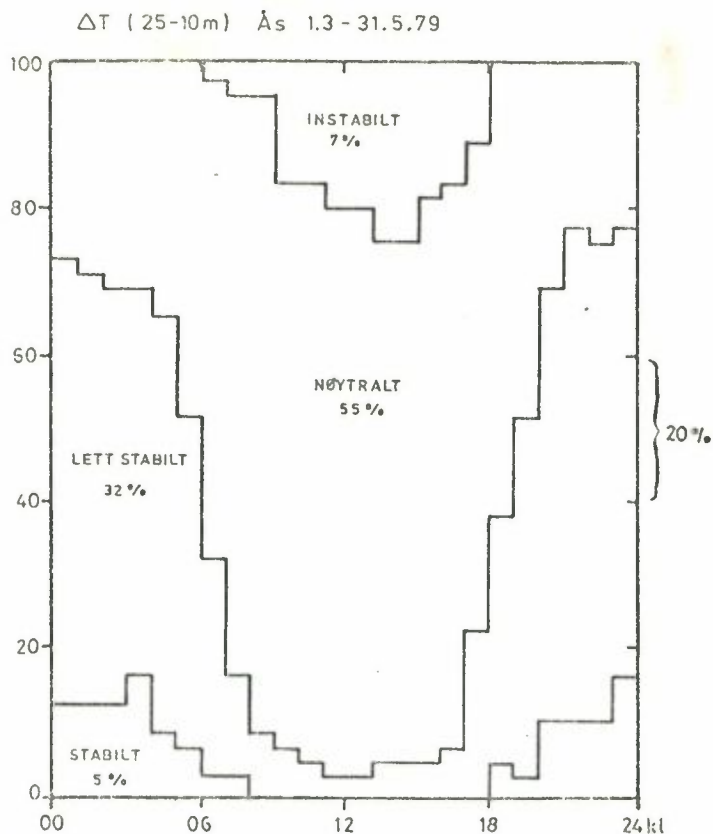 ΔT (25-10m) Ås 1.3 - 31.5.79
100
80
60
40
20
0
INSTABILT
7%
NØYTRALT
55%
LETT STABILT
32%
STABILT
5%
20%
00 06 12 18 24 kl